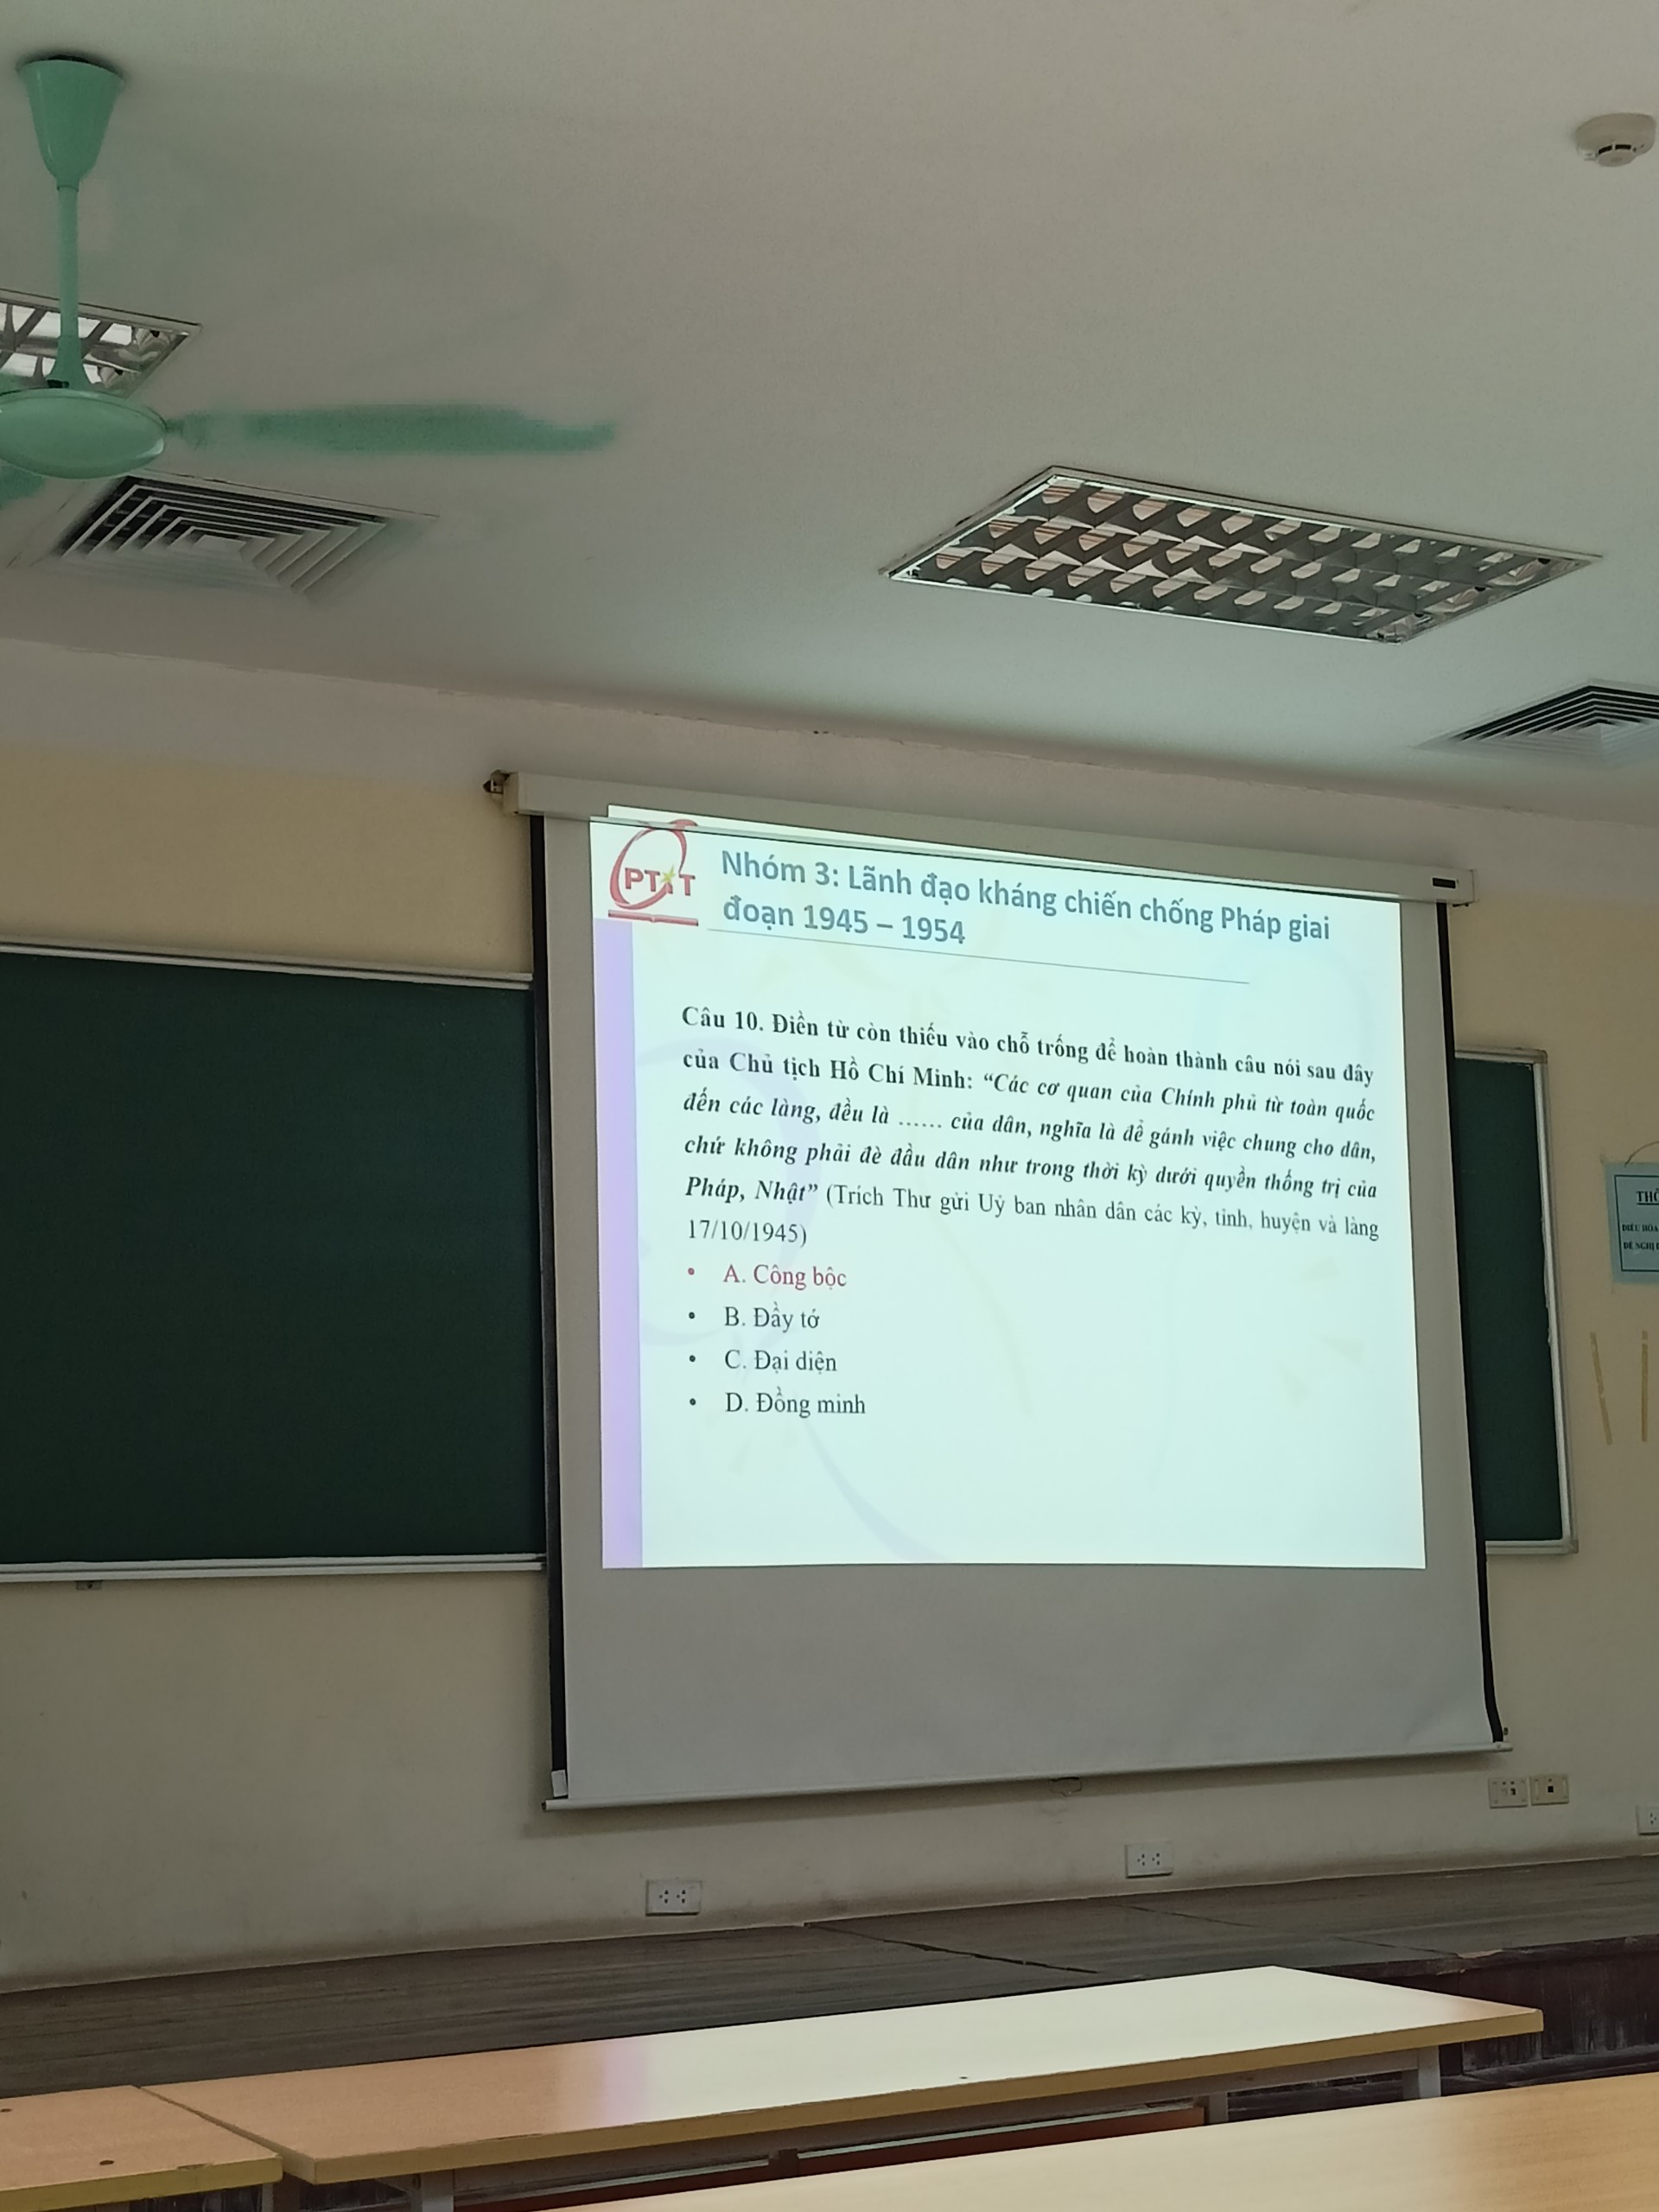 PTiT
Nhóm 3: Lãnh đạo kháng chiến chống Pháp giai
đoạn 1945 – 1954
Câu 10. Điền từ còn thiếu vào chỗ trống để hoàn thành câu nói sau đây
của Chủ tịch Hồ Chí Minh: “Các cơ quan của Chính phủ từ toàn quốc
đến các làng, đều là ...... của dân, nghĩa là để gánh việc chung cho dân,
chứ không phải đè đầu dân như trong thời kỳ dưới quyền thống trị của
Pháp, Nhật” (Trích Thư gửi Uỷ ban nhân dân các kỳ, tỉnh, huyện và làng
17/10/1945)
• A. Công bộc
• B. Đầy tớ
• C. Đại diện
• D. Đồng minh
ĐIỀU HÒA
ĐỀ NGHỊ